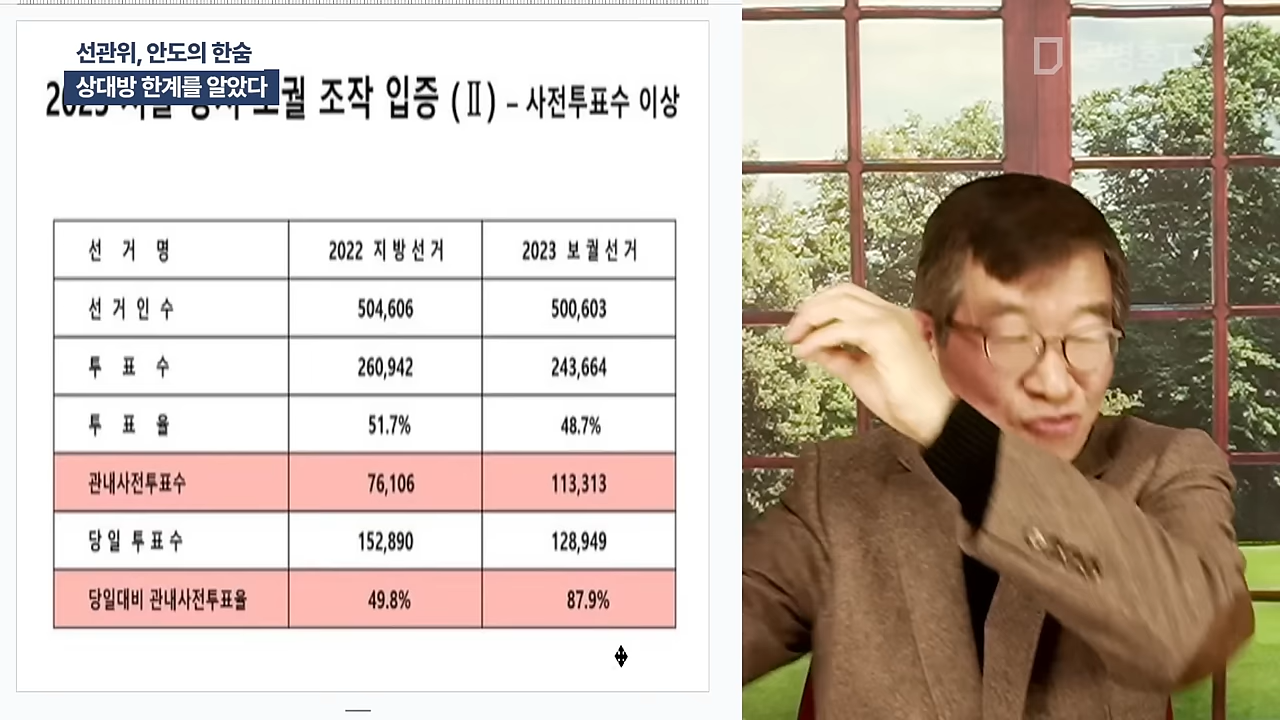 선관위, 안도의 한숨
상대방 한계를 알았다
조작 입증 (Ⅱ) – 사전투표수 이상
선 거 명 2022 지방선거 2023 보궐선거
선 거 인 수 504,606 500,603
투 표 수 260,942 243,664
투 표 율 51.7% 48.7%
관내사전투표수 76,106 113,313
당일 투표수 152,890 128,949
당일대비 관내사전투표율 49.8% 87.9%